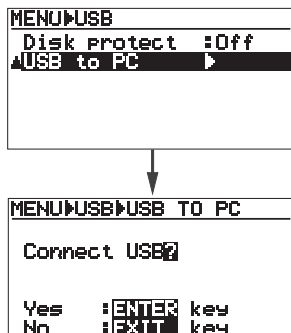 MENU▶USB
Disk protect :Off
▲USB to PC ▶
MENU▶USB▶USB TO PC
Connect USB?
Yes :ENTER key
No :EXIT key